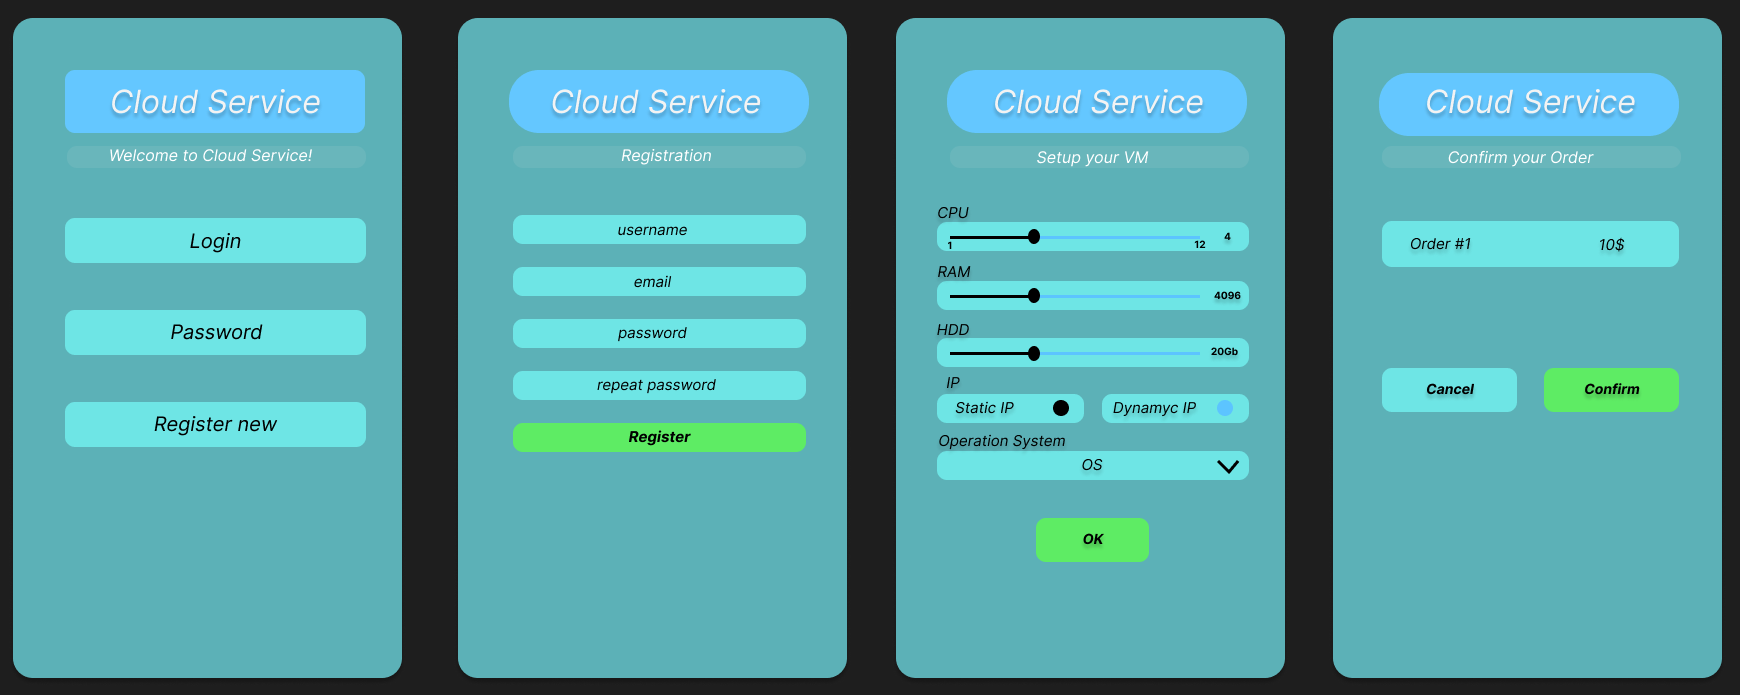 Cloud Service
Welcome to Cloud Service!
Login
Password
Register new
Cloud Service
Registration
username
email
password
repeat password
Register
Cloud Service
Setup your VM
CPU
1 12 4
RAM
4096
HDD
20Gb
IP
Static IP Dynamyc IP
Operation System
OS
OK
Cloud Service
Confirm your Order
Order #1 10$
Cancel Confirm